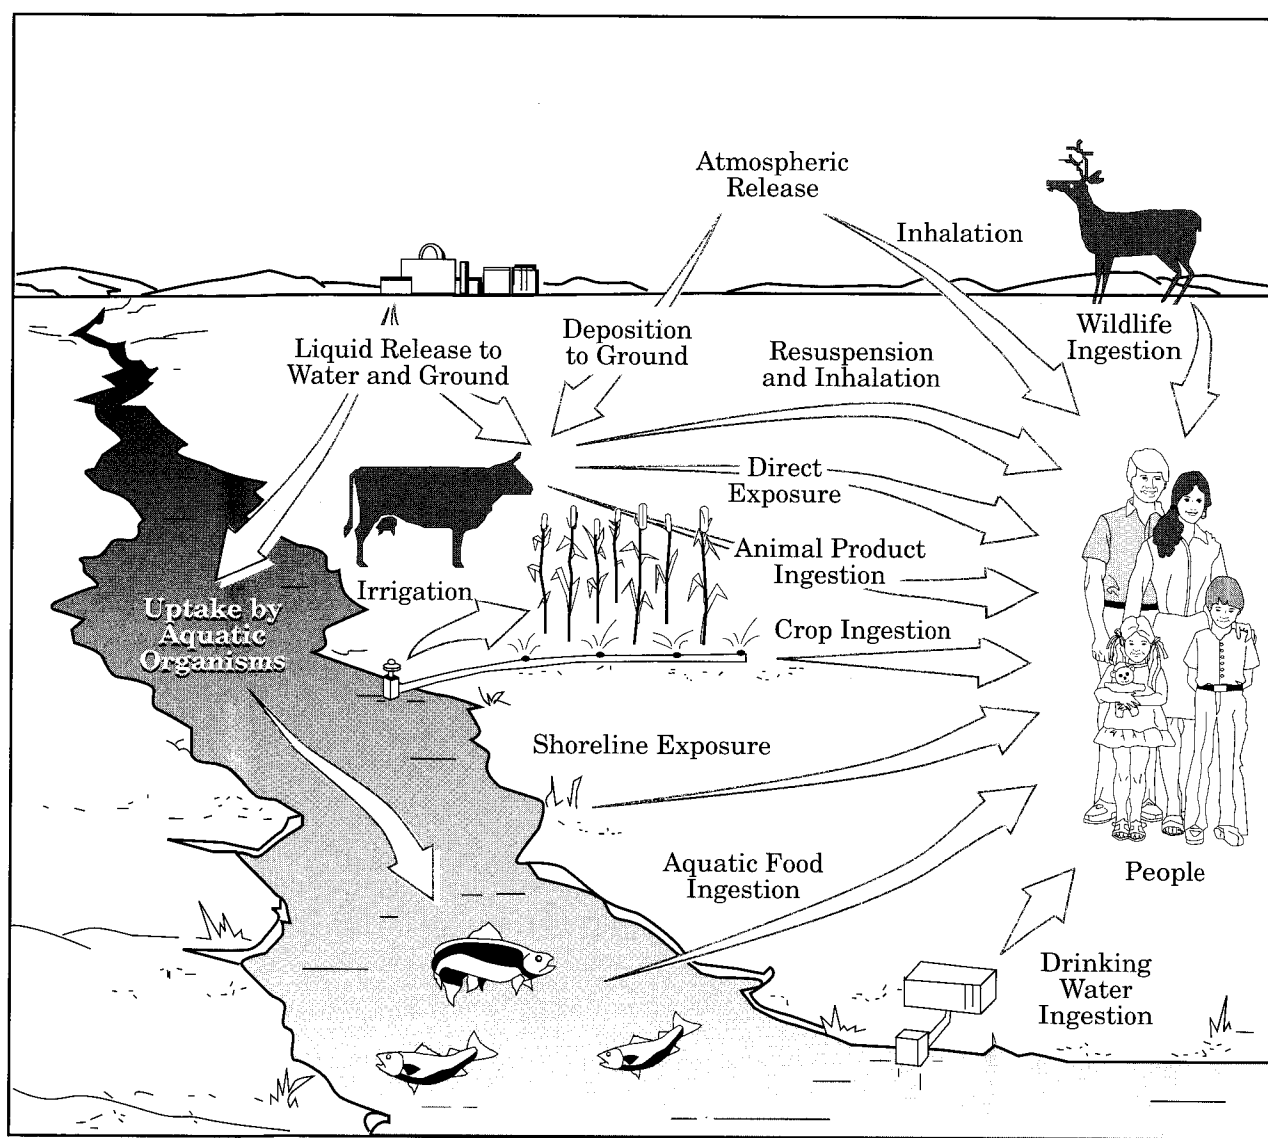 Atmospheric
Release
Inhalation
Wildlife
Ingestion
Deposition
to Ground
Liquid Release to
Water and Ground
Resuspension
and Inhalation
Direct
Exposure
Animal Product
Ingestion
Irrigation
Uptake by
Aquatic
Organisms
Crop Ingestion
Shoreline Exposure
Aquatic Food
Ingestion
People
Drinking
Water
Ingestion